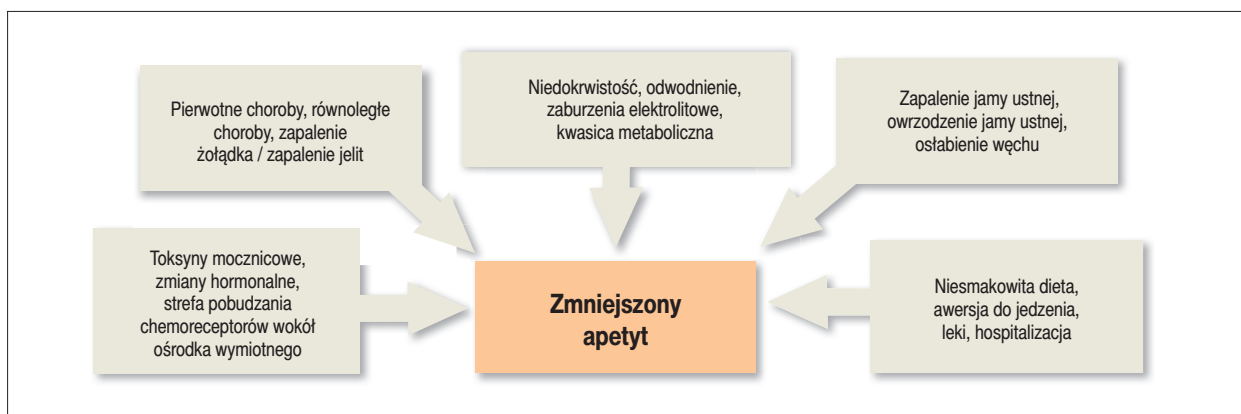 Pierwotne choroby, równoległe
choroby, zapalenie
żołądka / zapalenie jelit
Niedokrwistość, odwodnienie,
zaburzenia elektrolitowe,
kwasica metaboliczna
Zapalenie jamy ustnej,
owrzodzenie jamy ustnej,
osłabienie węchu
Toksyny mocznicowe,
zmiany hormonalne,
strefa pobudzania
chemoreceptorów wokół
ośrodka wymiotnego
Zmniejszony
apetyt
Niesmakowita dieta,
awersja do jedzenia,
leki, hospitalizacja